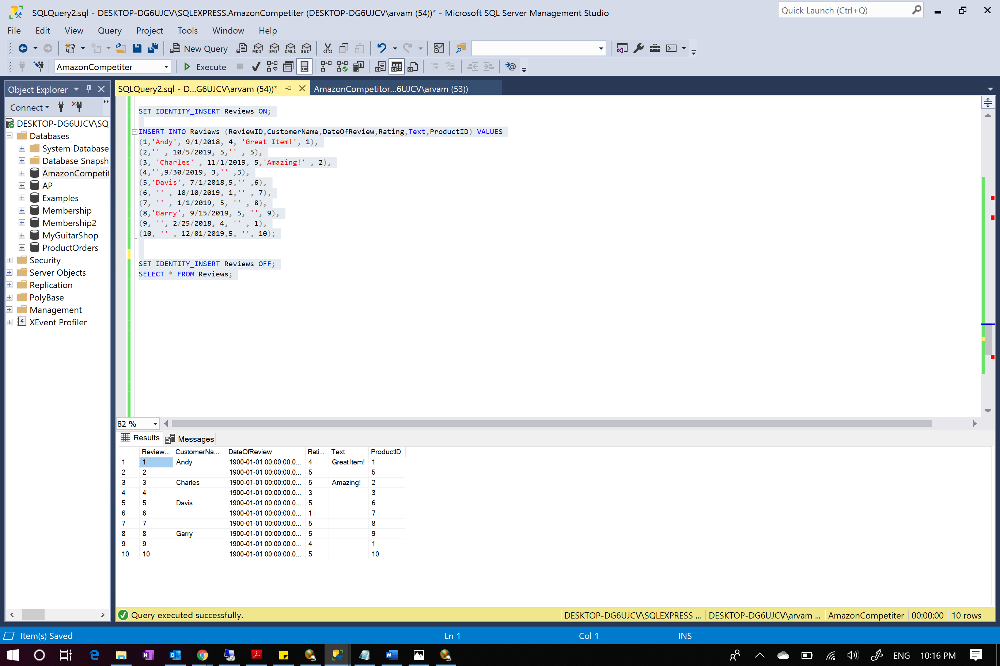 SQLQuery2.sql - DESKTOP-DG6UJCV\SQLEXPRESS.AmazonCompetiter (DESKTOP-DG6UJCV\arvam (54))* - Microsoft SQL Server Management Studio
Quick Launch (Ctrl+Q)
File Edit View Query Project Tools Window Help
New Query MDX DMX XMLA DAX
AmazonCompetiter Execute
Object Explorer
SQLQuery2.sql - D...G6UJCV\arvam (54))* AmazonCompetitor...6UJCV\arvam (53))
Connect
DESKTOP-DG6UJCV\SQ
Databases
System Database
Database Snapsh
AmazonCompetit
AP
Examples
Membership
Membership2
MyGuitarShop
ProductOrders
Security
Server Objects
Replication
PolyBase
Management
XEvent Profiler
SET IDENTITY_INSERT Reviews ON;
INSERT INTO Reviews (ReviewID,CustomerName,DateOfReview,Rating,Text,ProductID) VALUES
(1,'Andy', 9/1/2018, 4, 'Great Item!', 1),
(2,'' , 10/5/2019, 5,'' , 5),
(3, 'Charles' , 11/1/2019, 5,'Amazing!' , 2),
(4,'',9/30/2019, 3,'' ,3),
(5,'Davis', 7/1/2018,5,'' ,6),
(6, '' , 10/10/2019, 1,'' , 7),
(7, '' , 1/1/2019, 5, '' , 8),
(8,'Garry', 9/15/2019, 5, '', 9),
(9, '', 2/25/2018, 4, '' , 1),
(10, '' , 12/01/2019,5, '', 10);
SET IDENTITY_INSERT Reviews OFF;
SELECT * FROM Reviews;
82 %
Results Messages
Review... CustomerNa... DateOfReview Rati... Text ProductID
1 1 Andy 1900-01-01 00:00:00.0... 4 Great Item! 1
2 2 1900-01-01 00:00:00.0... 5 5
3 3 Charles 1900-01-01 00:00:00.0... 5 Amazing! 2
4 4 1900-01-01 00:00:00.0... 3 3
5 5 Davis 1900-01-01 00:00:00.0... 5 6
6 6 1900-01-01 00:00:00.0... 1 7
7 7 1900-01-01 00:00:00.0... 5 8
8 8 Garry 1900-01-01 00:00:00.0... 5 9
9 9 1900-01-01 00:00:00.0... 4 1
10 10 1900-01-01 00:00:00.0... 5 10
Query executed successfully. DESKTOP-DG6UJCV\SQLEXPRESS ... DESKTOP-DG6UJCV\arvam ... AmazonCompetiter 00:00:00 10 rows
Item(s) Saved Ln 1 Col 1 INS
ENG 10:16 PM